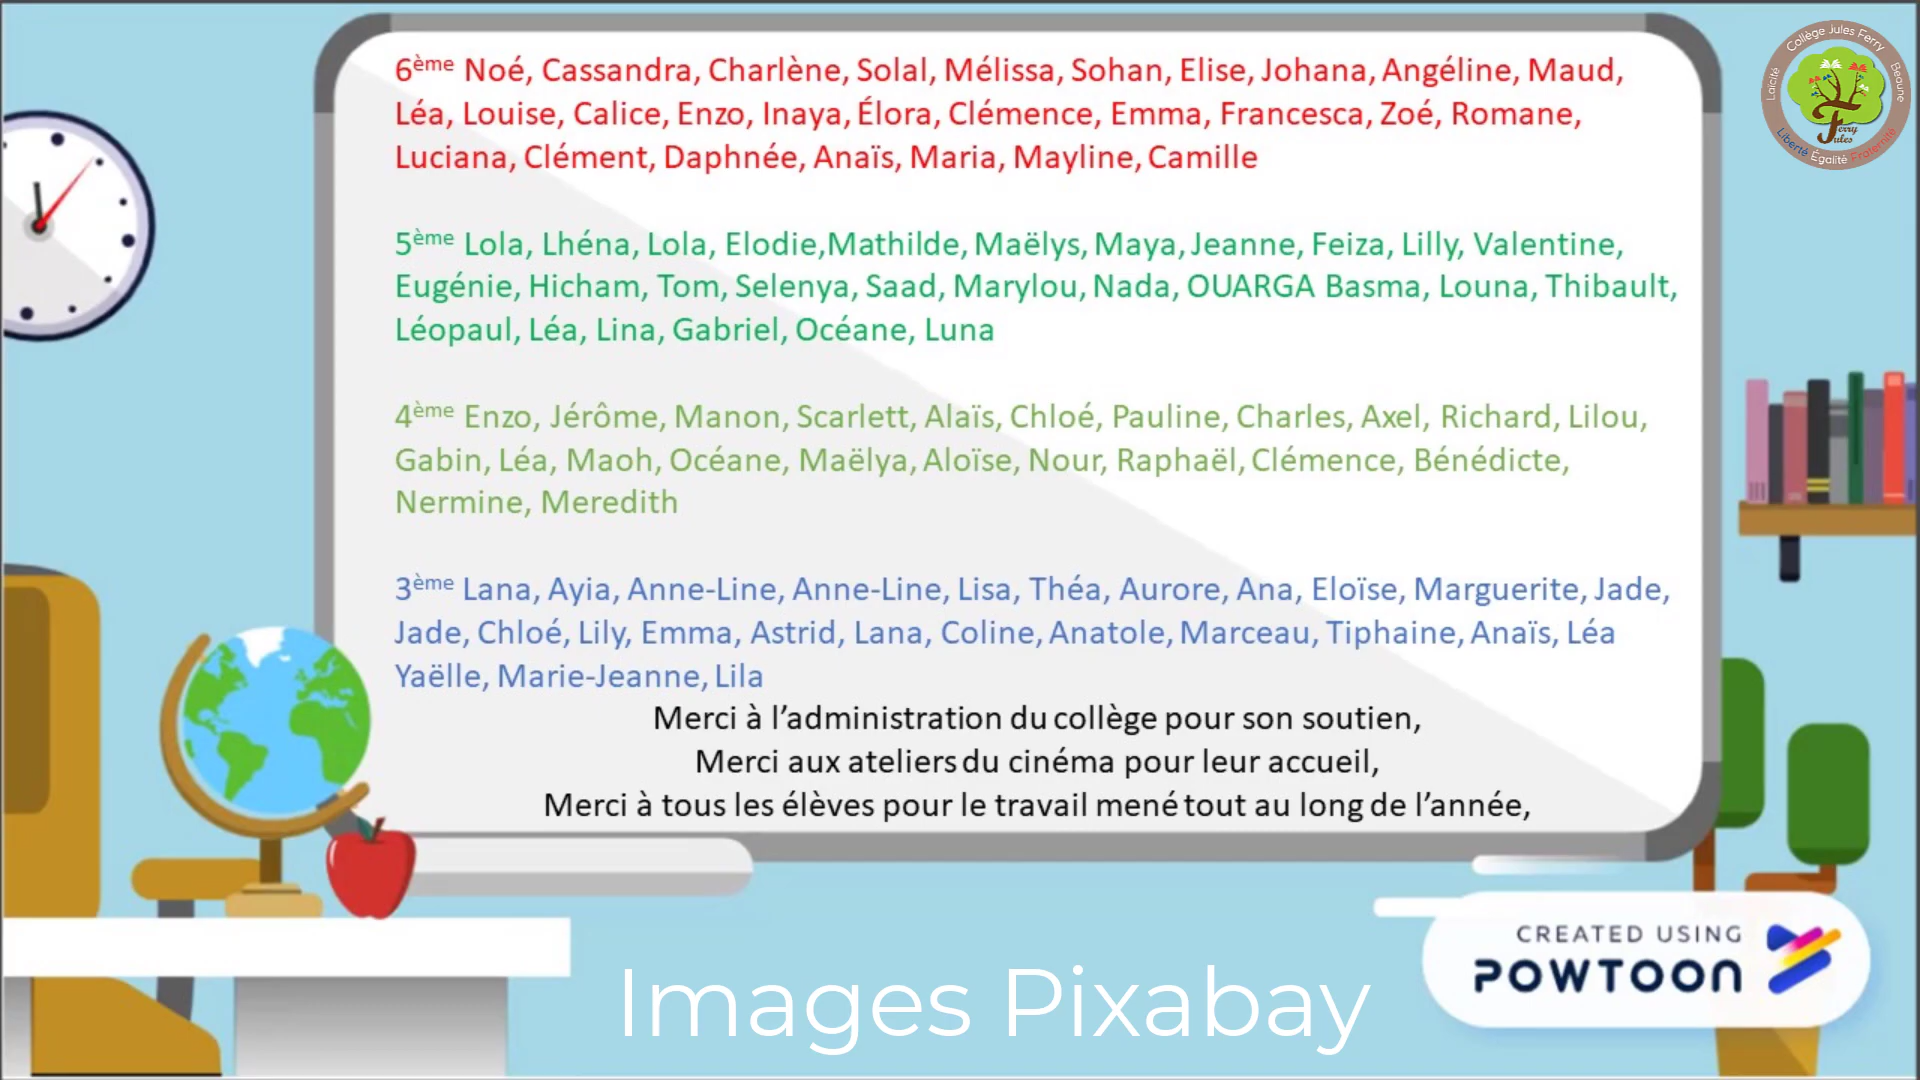 6ème Noé, Cassandra, Charlène, Solal, Mélissa, Sohan, Elise, Johana, Angéline, Maud,
Léa, Louise, Calice, Enzo, Inaya, Élora, Clémence, Emma, Francesca, Zoé, Romane,
Luciana, Clément, Daphnée, Anaïs, Maria, Mayline, Camille
5ème Lola, Lhéna, Lola, Elodie,Mathilde, Maëlys, Maya, Jeanne, Feiza, Lilly, Valentine,
Eugénie, Hicham, Tom, Selenya, Saad, Marylou, Nada, OUARGA Basma, Louna, Thibault,
Léopaul, Léa, Lina, Gabriel, Océane, Luna
4ème Enzo, Jérôme, Manon, Scarlett, Alaïs, Chloé, Pauline, Charles, Axel, Richard, Lilou,
Gabin, Léa, Maoh, Océane, Maëlya, Aloïse, Nour, Raphaël, Clémence, Bénédicte,
Nermine, Meredith
3ème Lana, Ayia, Anne-Line, Anne-Line, Lisa, Théa, Aurore, Ana, Eloïse, Marguerite, Jade,
Jade, Chloé, Lily, Emma, Astrid, Lana, Coline, Anatole, Marceau, Tiphaine, Anaïs, Léa
Yaëlle, Marie-Jeanne, Lila
Merci à l’administration du collège pour son soutien,
Merci aux ateliers du cinéma pour leur accueil,
Merci à tous les élèves pour le travail mené tout au long de l’année,
Collège Jules Ferry
Laïcité
Beaune
Ferry
Jules
Liberté Égalité Fraternité
CREATED USING
POWTOON
Images Pixabay